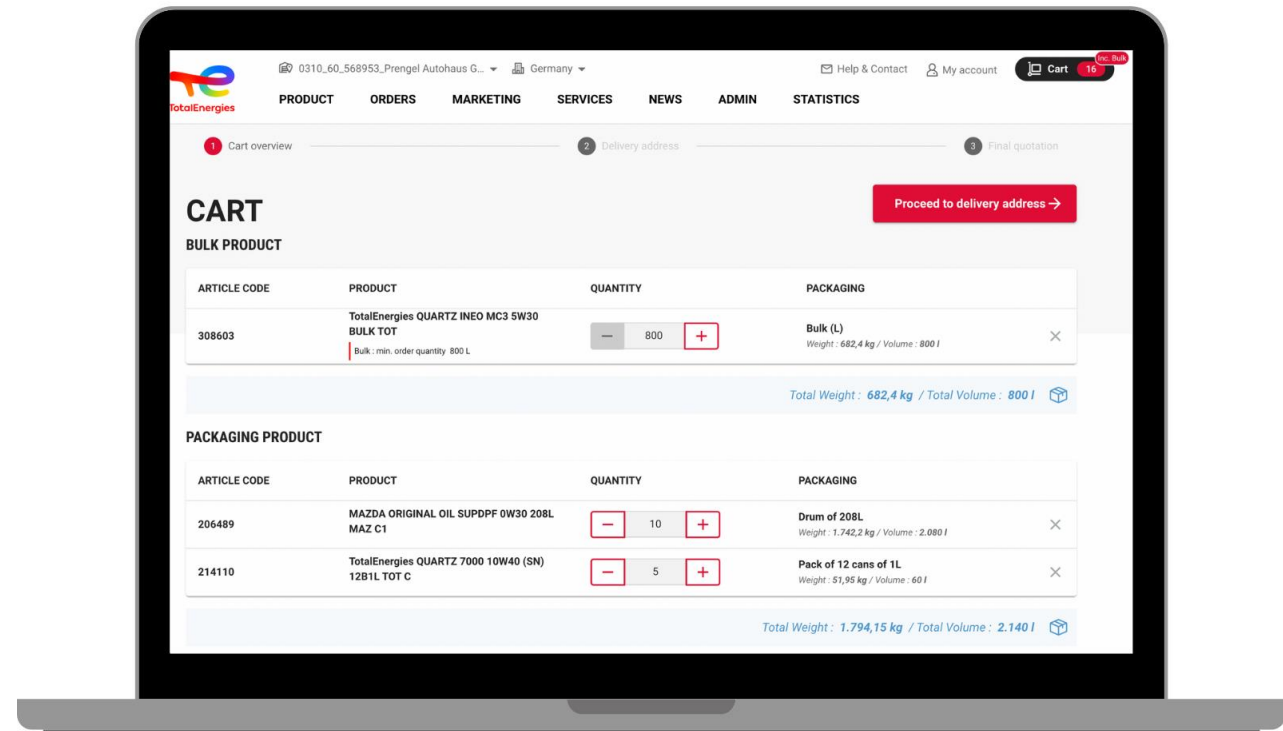 TotalEnergies
0310_60_568953_Prengel Autohaus G... Germany
Help & Contact My account Cart 16 Inc. Bulk
PRODUCT ORDERS MARKETING SERVICES NEWS ADMIN STATISTICS
1 Cart overview 2 Delivery address 3 Final quotation
CART
Proceed to delivery address →
BULK PRODUCT
ARTICLE CODE PRODUCT QUANTITY PACKAGING
308603
TotalEnergies QUARTZ INEO MC3 5W30
BULK TOT
Bulk : min. order quantity 800 L
− 800 +
Bulk (L)
Weight : 682,4 kg / Volume : 800 l
Total Weight : 682,4 kg / Total Volume : 800 l
PACKAGING PRODUCT
ARTICLE CODE PRODUCT QUANTITY PACKAGING
206489
MAZDA ORIGINAL OIL SUPDPF 0W30 208L
MAZ C1
− 10 +
Drum of 208L
Weight : 1.742,2 kg / Volume : 2.080 l
214110
TotalEnergies QUARTZ 7000 10W40 (SN)
12B1L TOT C
− 5 +
Pack of 12 cans of 1L
Weight : 51,95 kg / Volume : 60 l
Total Weight : 1.794,15 kg / Total Volume : 2.140 l